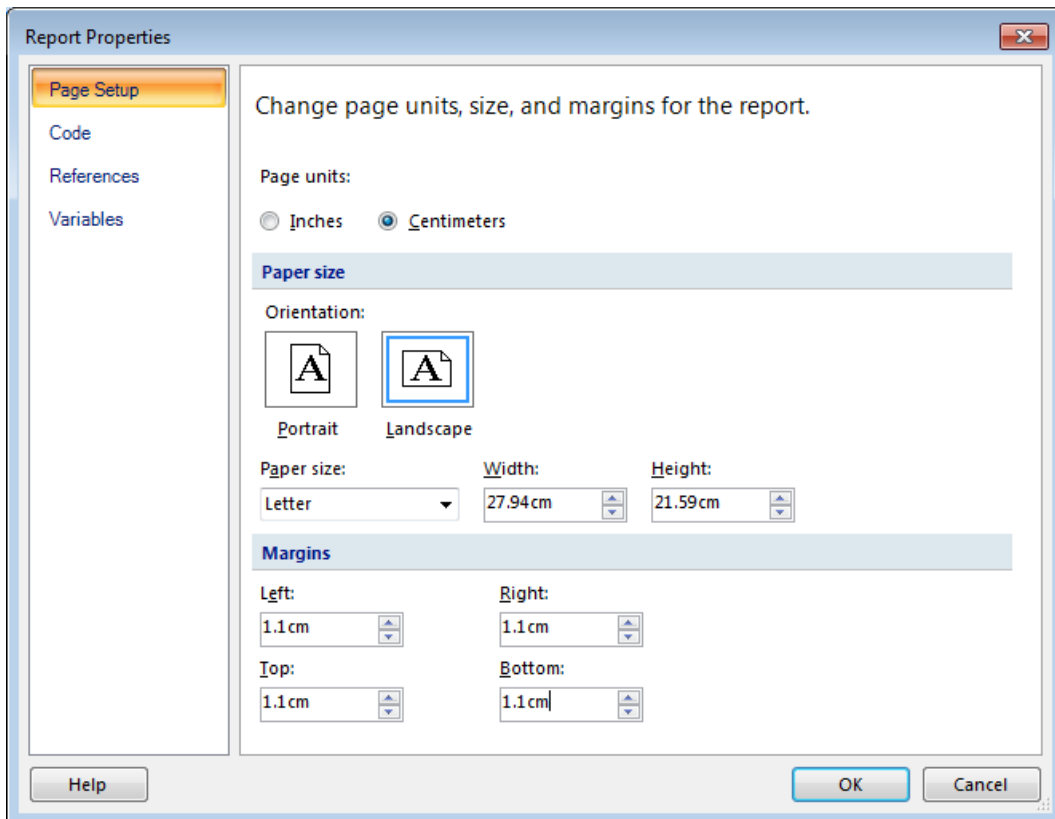 Report Properties
Page Setup
Code
References
Variables
Change page units, size, and margins for the report.
Page units:
Inches Centimeters
Paper size
Orientation:
A A
Portrait Landscape
Paper size: Width: Height:
Letter 27.94cm 21.59cm
Margins
Left: Right:
1.1cm 1.1cm
Top: Bottom:
1.1cm 1.1cm
Help OK Cancel